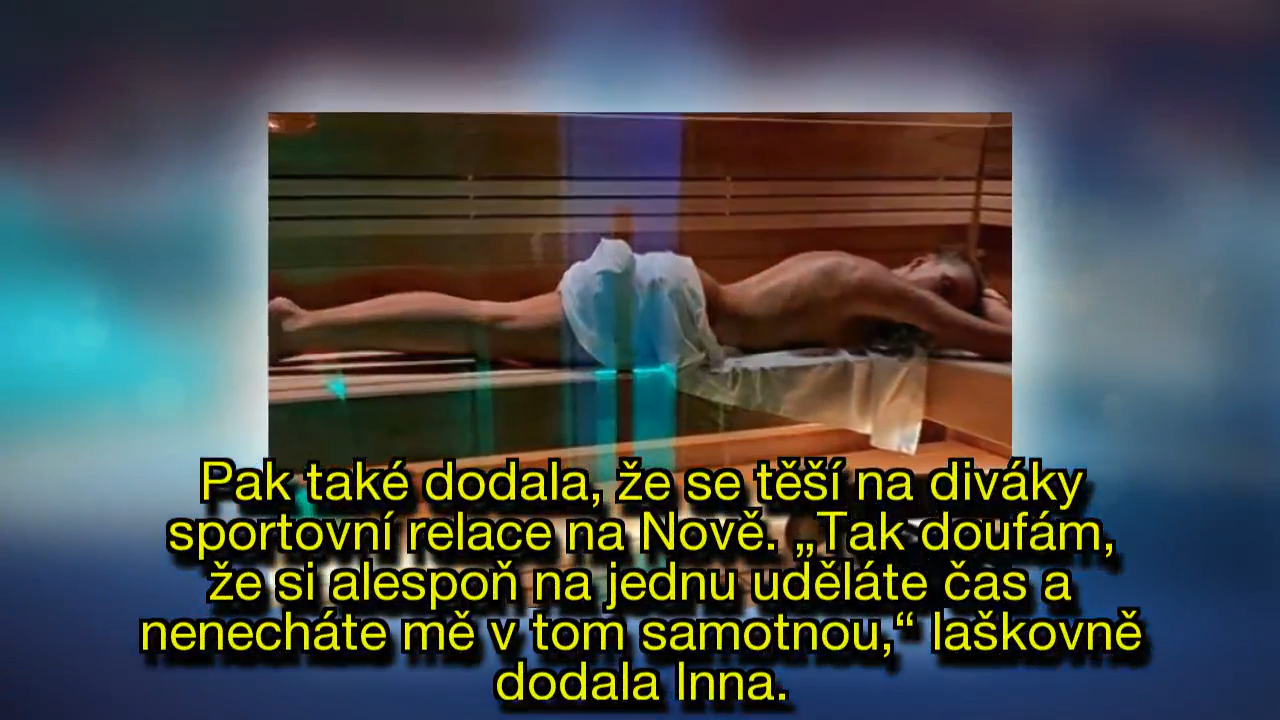 Pak také dodala, že se těší na diváky
sportovní relace na Nově. „Tak doufám,
že si alespoň na jednu uděláte čas a
nenecháte mě v tom samotnou,“ laškovně
dodala Inna.